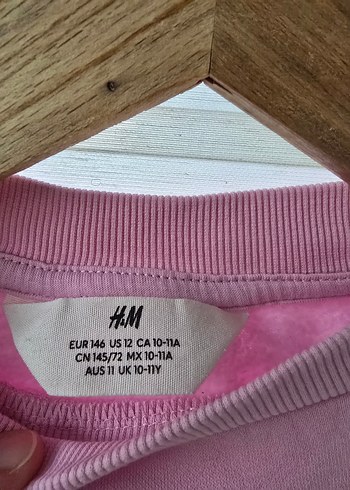 H&M
EUR 146 US 12 CA 10-11A
CN 145/72 MX 10-11A
AUS 11 UK 10-11Y